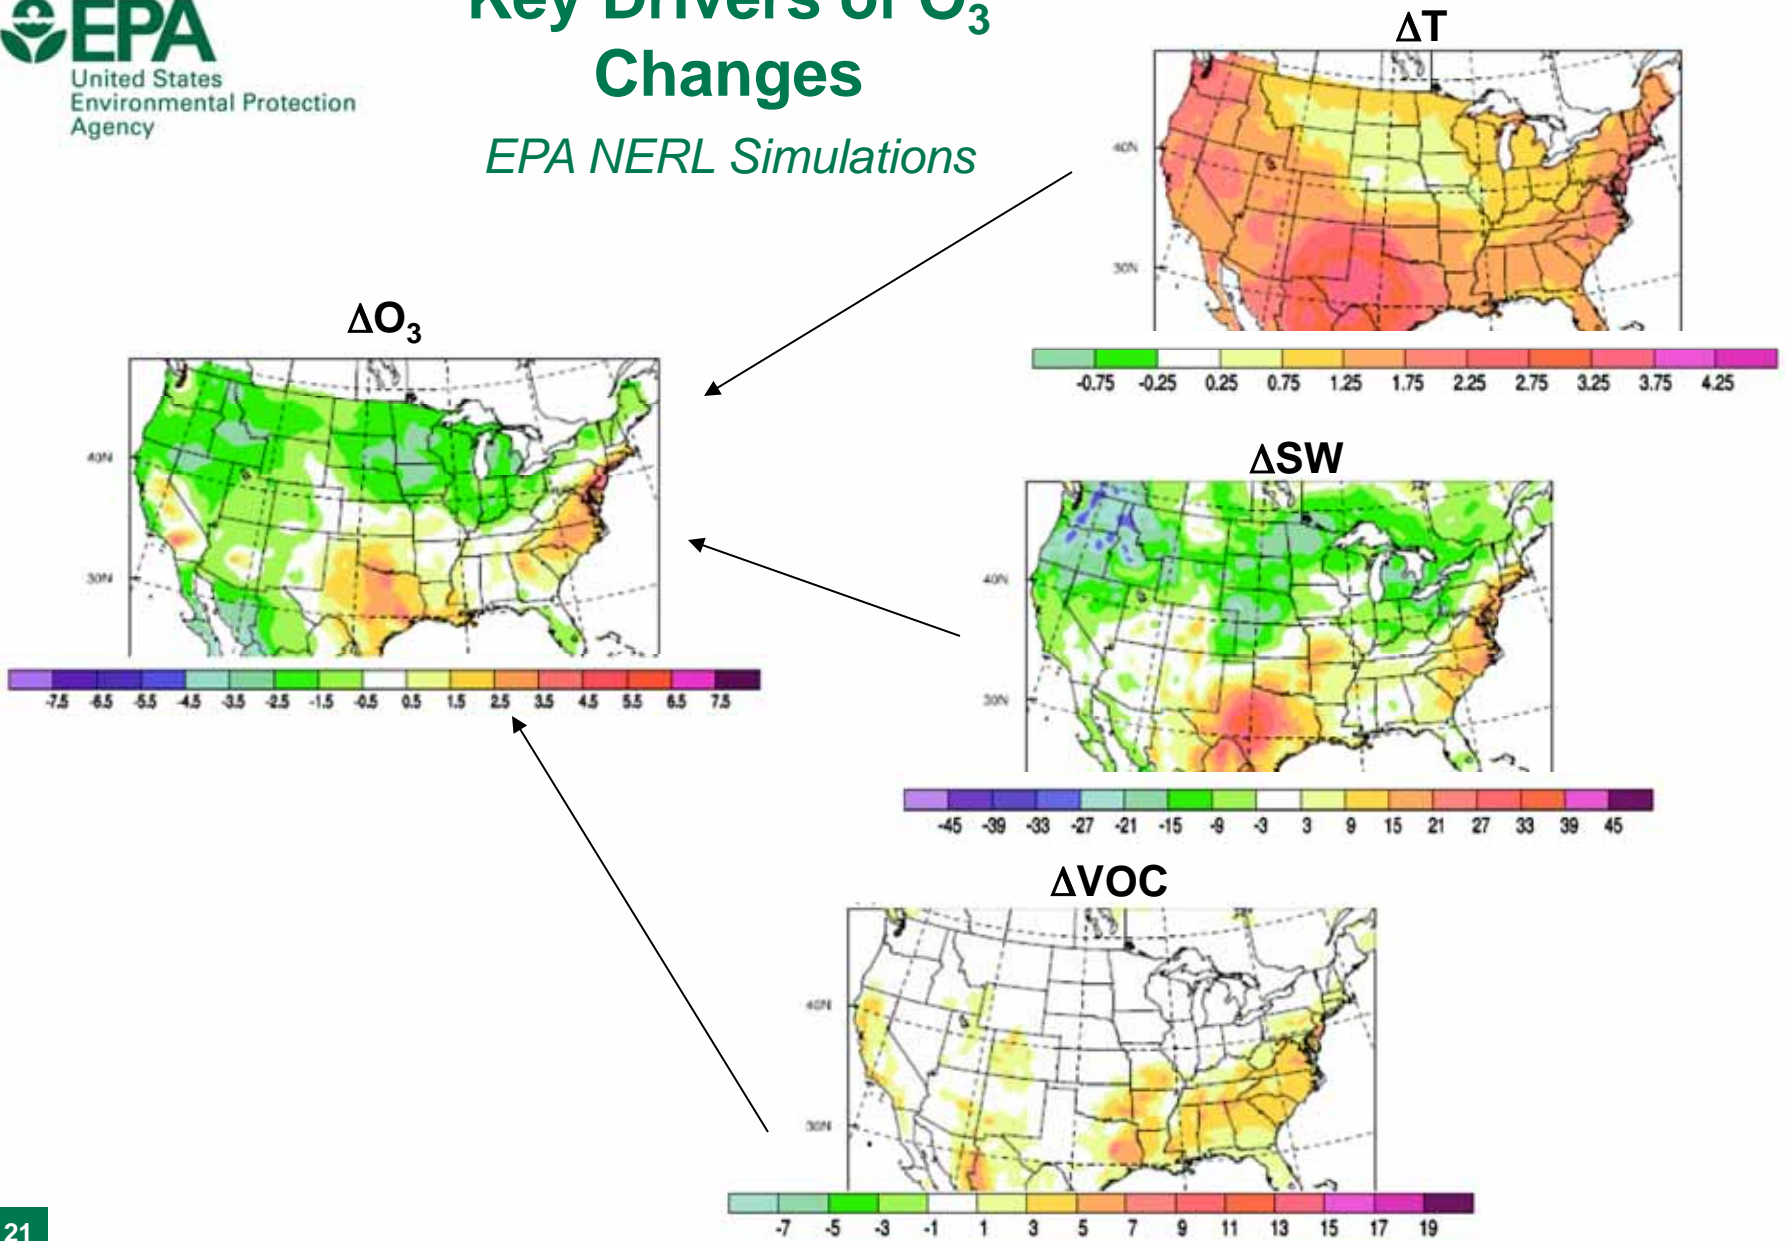 EPA
United States
Environmental Protection
Agency
Key Drivers of O3
Changes
EPA NERL Simulations
ΔT
40N
30N
-0.75 -0.25 0.25 0.75 1.25 1.75 2.25 2.75 3.25 3.75 4.25
ΔO3
40N
30N
-7.5 -6.5 -5.5 -4.5 -3.5 -2.5 -1.5 -0.5 0.5 1.5 2.5 3.5 4.5 5.5 6.5 7.5
ΔSW
40N
30N
-45 -39 -33 -27 -21 -15 -9 -3 3 9 15 21 27 33 39 45
ΔVOC
40N
30N
-7 -5 -3 -1 1 3 5 7 9 11 13 15 17 19
21